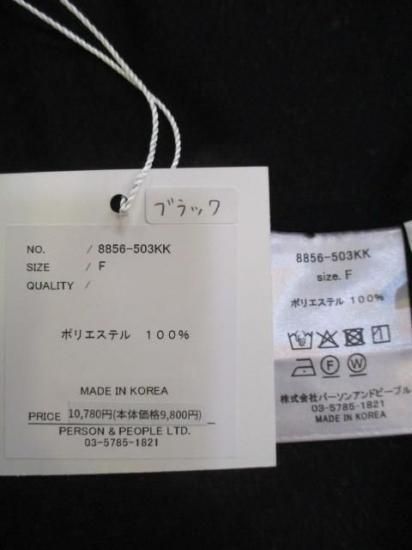 ブラック
NO. / 8856-503KK
SIZE / F
QUALITY /
ポリエステル 100%
MADE IN KOREA
PRICE 10,780円(本体価格9,800円)
PERSON & PEOPLE LTD.
03-5785-1821
8856-503KK
size. F
ポリエステル 100%
株式会社パーソンアンドピープル
03-5785-1821
MADE IN KOREA